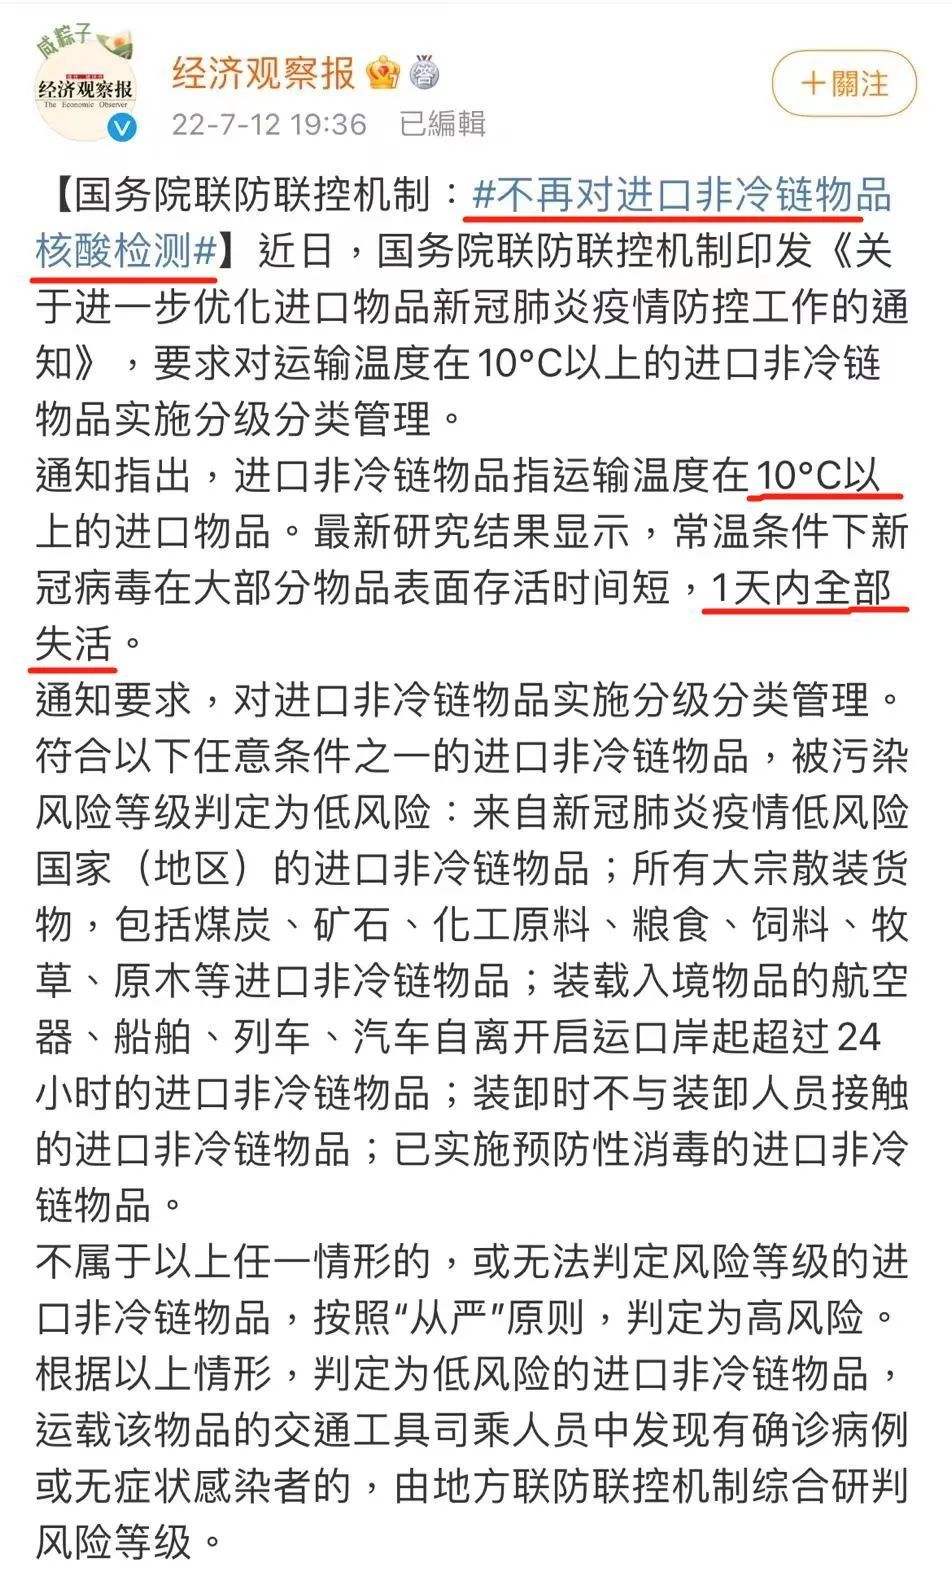 咸粽子
经济观察报
The Economic Observer
经济观察报
22-7-12 19:36 已編輯
+關注
【国务院联防联控机制：#不再对进口非冷链物品
核酸检测#】近日，国务院联防联控机制印发《关
于进一步优化进口物品新冠肺炎疫情防控工作的通
知》，要求对运输温度在10°C以上的进口非冷链
物品实施分级分类管理。
通知指出，进口非冷链物品指运输温度在10°C以
上的进口物品。最新研究结果显示，常温条件下新
冠病毒在大部分物品表面存活时间短，1天内全部
失活。
通知要求，对进口非冷链物品实施分级分类管理。
符合以下任意条件之一的进口非冷链物品，被污染
风险等级判定为低风险：来自新冠肺炎疫情低风险
国家（地区）的进口非冷链物品；所有大宗散装货
物，包括煤炭、矿石、化工原料、粮食、饲料、牧
草、原木等进口非冷链物品；装载入境物品的航空
器、船舶、列车、汽车自离开启运口岸起超过24
小时的进口非冷链物品；装卸时不与装卸人员接触
的进口非冷链物品；已实施预防性消毒的进口非冷
链物品。
不属于以上任一情形的，或无法判定风险等级的进
口非冷链物品，按照“从严”原则，判定为高风险。
根据以上情形，判定为低风险的进口非冷链物品，
运载该物品的交通工具司乘人员中发现有确诊病例
或无症状感染者的，由地方联防联控机制综合研判
风险等级。